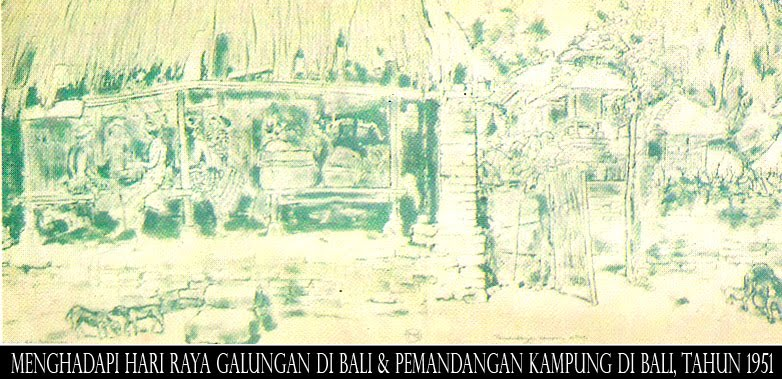 MENGHADAPI HARI RAYA GALUNGAN DI BALI & PEMANDANGAN KAMPUNG DI BALI, TAHUN 1951